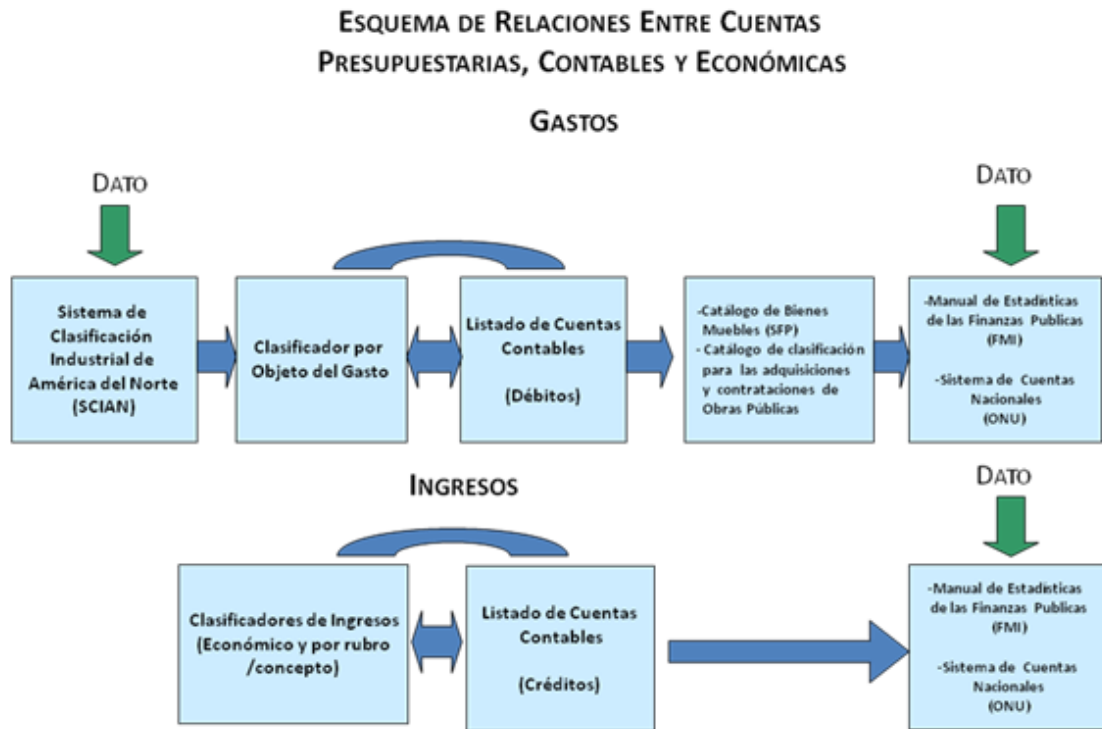 ESQUEMA DE RELACIONES ENTRE CUENTAS
PRESUPUESTARIAS, CONTABLES Y ECONÓMICAS
GASTOS
DATO
DATO
Sistema de
Clasificación
Industrial de
América del Norte
(SCIAN)
Clasificador por
Objeto del Gasto
Listado de Cuentas
Contables
(Débitos)
-Catálogo de Bienes
Muebles (SFP)
- Catálogo de clasificación
para las adquisiciones
y contrataciones de
Obras Públicas
-Manual de Estadísticas
de las Finanzas Publicas
(FMI)
-Sistema de Cuentas
Nacionales
(ONU)
INGRESOS
DATO
Clasificadores de Ingresos
(Económico y por rubro
/concepto)
Listado de Cuentas
Contables
(Créditos)
-Manual de Estadísticas
de las Finanzas Publicas
(FMI)
-Sistema de Cuentas
Nacionales
(ONU)